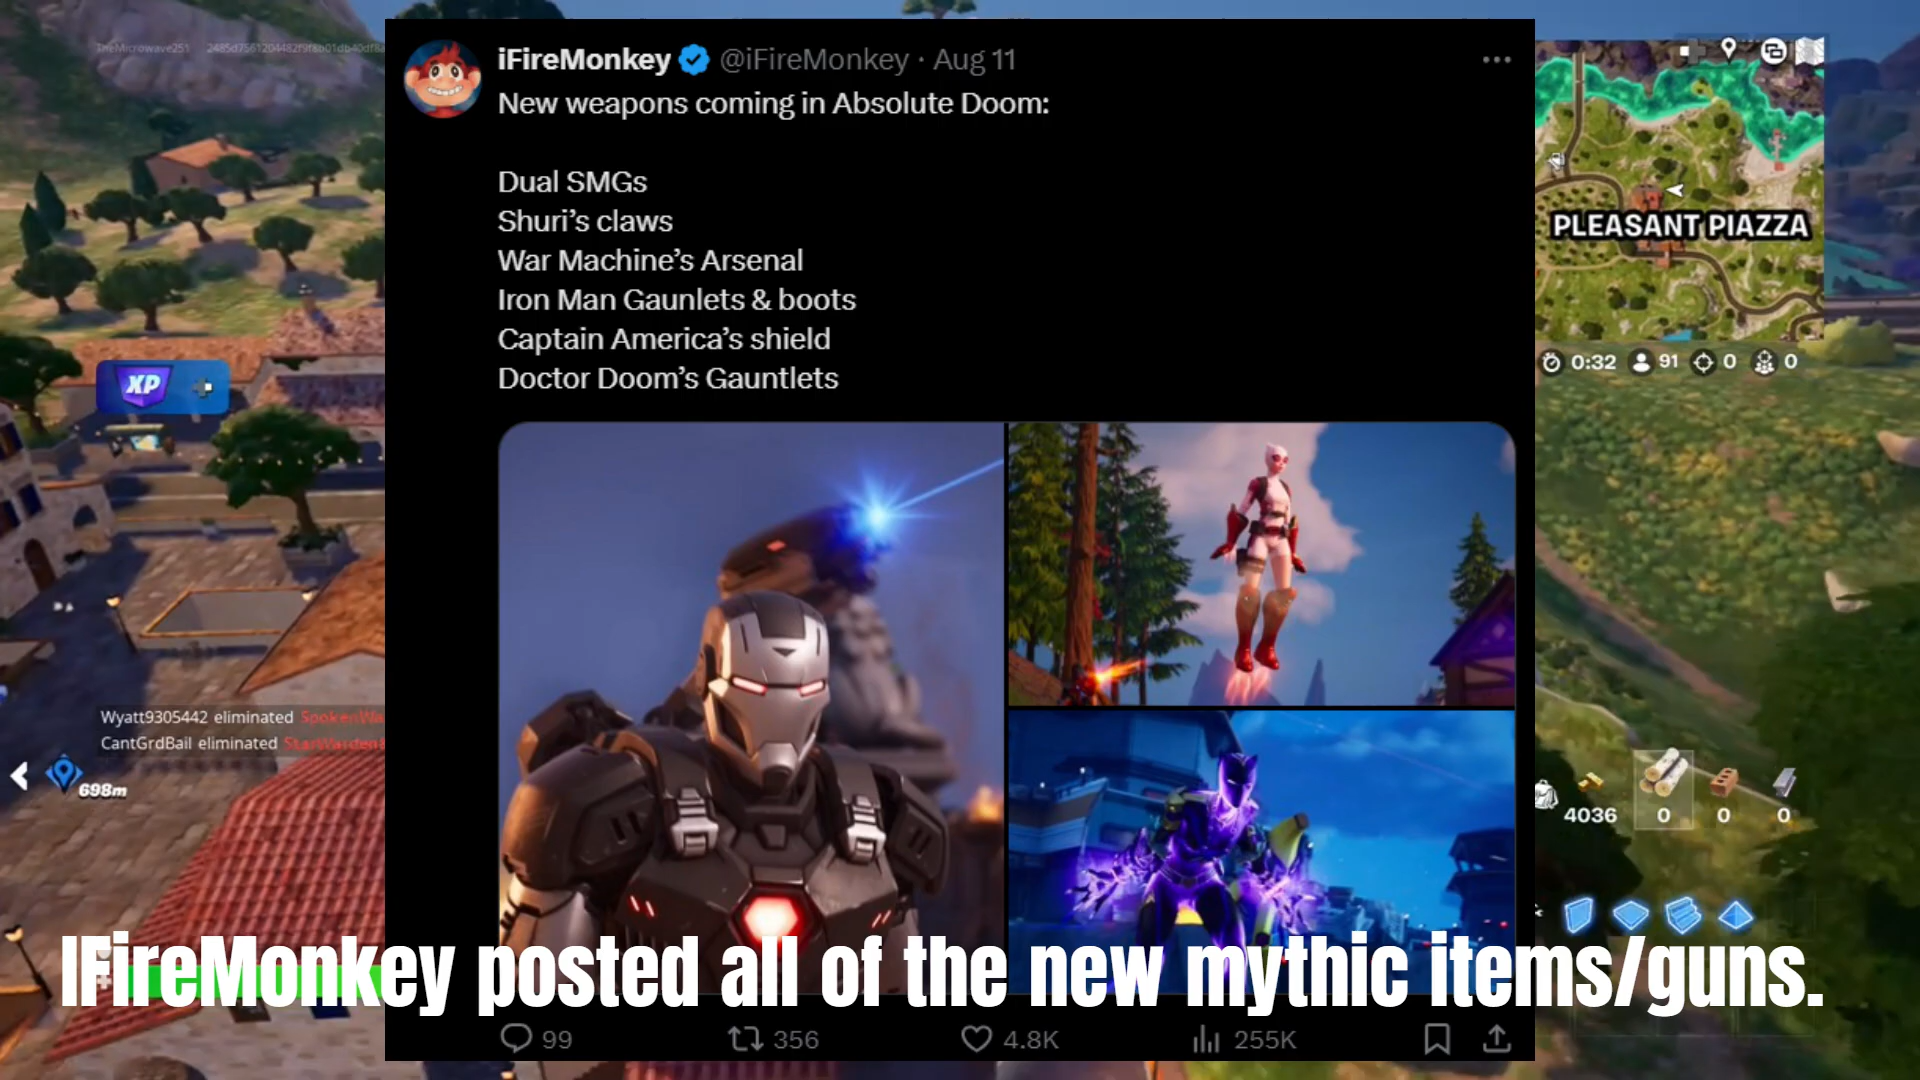 TheMicrowave251
iFireMonkey @iFireMonkey · Aug 11
New weapons coming in Absolute Doom:
Dual SMGs
Shuri’s claws
War Machine’s Arsenal
Iron Man Gaunlets & boots
Captain America’s shield
Doctor Doom’s Gauntlets
PLEASANT PIAZZA
0:32 91 0 0
XP
Wyatt9305442 eliminated
CantGrdBail eliminated
698m
4036 0 0 0
IFireMonkey posted all of the new mythic items/guns.
99 356 4.8K 255K